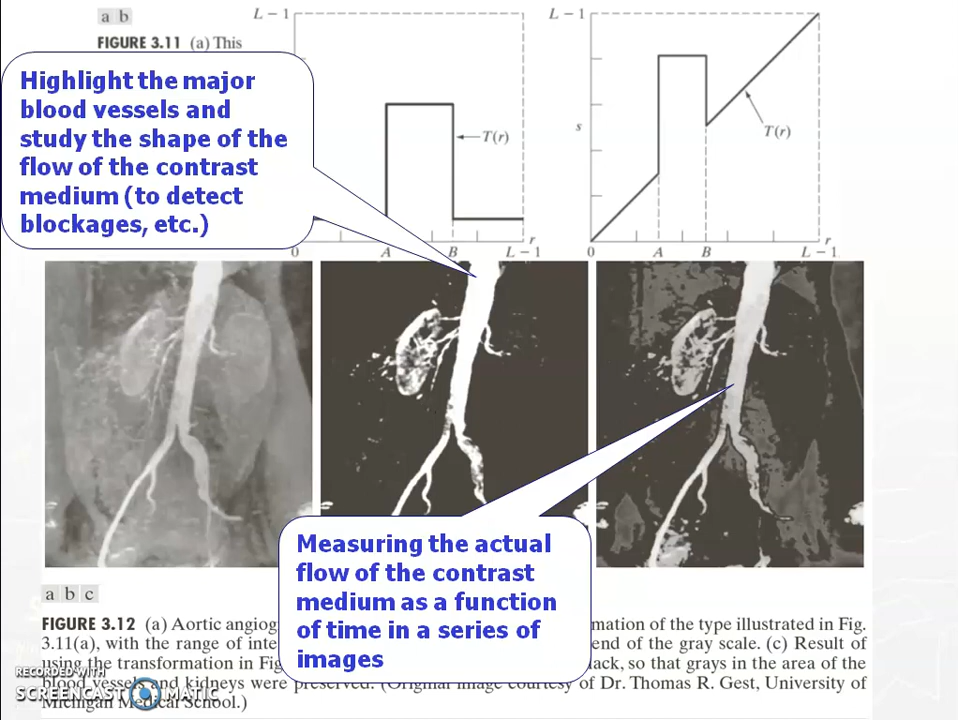 a b
FIGURE 3.11 (a) This
Highlight the major
blood vessels and
study the shape of the
flow of the contrast
medium (to detect
blockages, etc.)
L – 1
T(r)
r
0 A B L – 1
L – 1
s
T(r)
r
0 A B L – 1
Measuring the actual
flow of the contrast
medium as a function
of time in a series of
images
a b c
FIGURE 3.12 (a) Aortic angiog mation of the type illustrated in Fig.
3.11(a), with the range of inte end of the gray scale. (c) Result of
using the transformation in Fig lack, so that grays in the area of the
blood vessels and kidneys were preserved. (Original image courtesy of Dr. Thomas R. Gest, University of
Michigan Medical School.)
RECORDED WITH
SCREENCAST MATIC